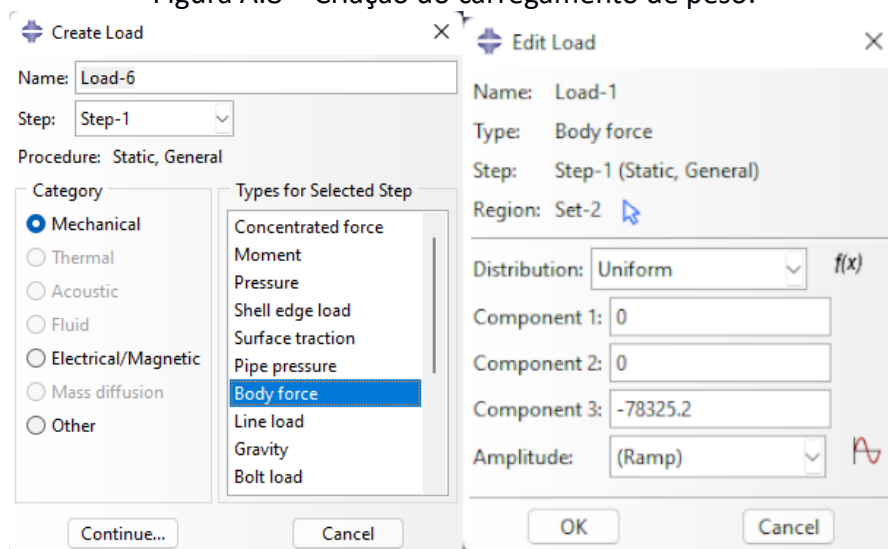 Figura A.8 – Criação do carregamento de peso.
Create Load
Name: Load-6
Step: Step-1
Procedure: Static, General
Category
Mechanical
Thermal
Acoustic
Fluid
Electrical/Magnetic
Mass diffusion
Other
Types for Selected Step
Concentrated force
Moment
Pressure
Shell edge load
Surface traction
Pipe pressure
Body force
Line load
Gravity
Bolt load
Continue...
Cancel
Edit Load
Name: Load-1
Type: Body force
Step: Step-1 (Static, General)
Region: Set-2
Distribution: Uniform f(x)
Component 1: 0
Component 2: 0
Component 3: -78325.2
Amplitude: (Ramp)
OK
Cancel